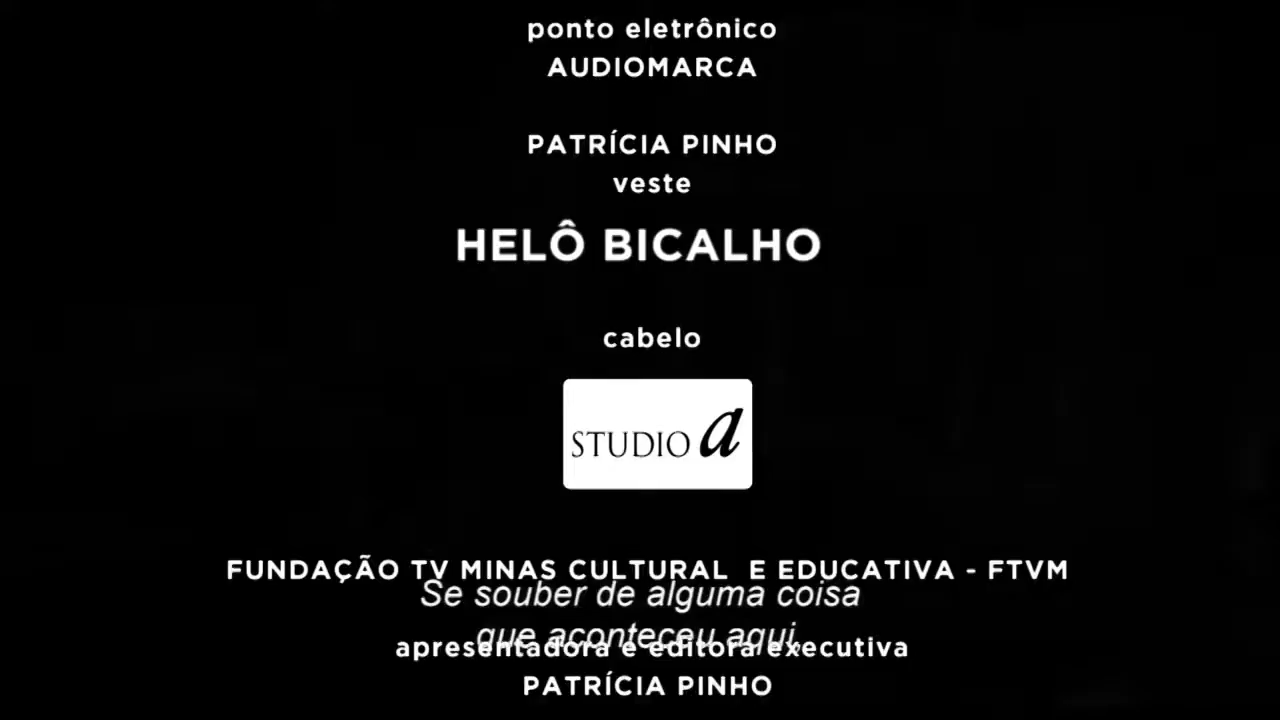 ponto eletrônico
AUDIOMARCA
PATRÍCIA PINHO
veste
HELÔ BICALHO
cabelo
STUDIO a
FUNDAÇÃO TV MINAS CULTURAL E EDUCATIVA - FTVM
Se souber de alguma coisa
que aconteceu aqui,
apresentadora e editora executiva
PATRÍCIA PINHO